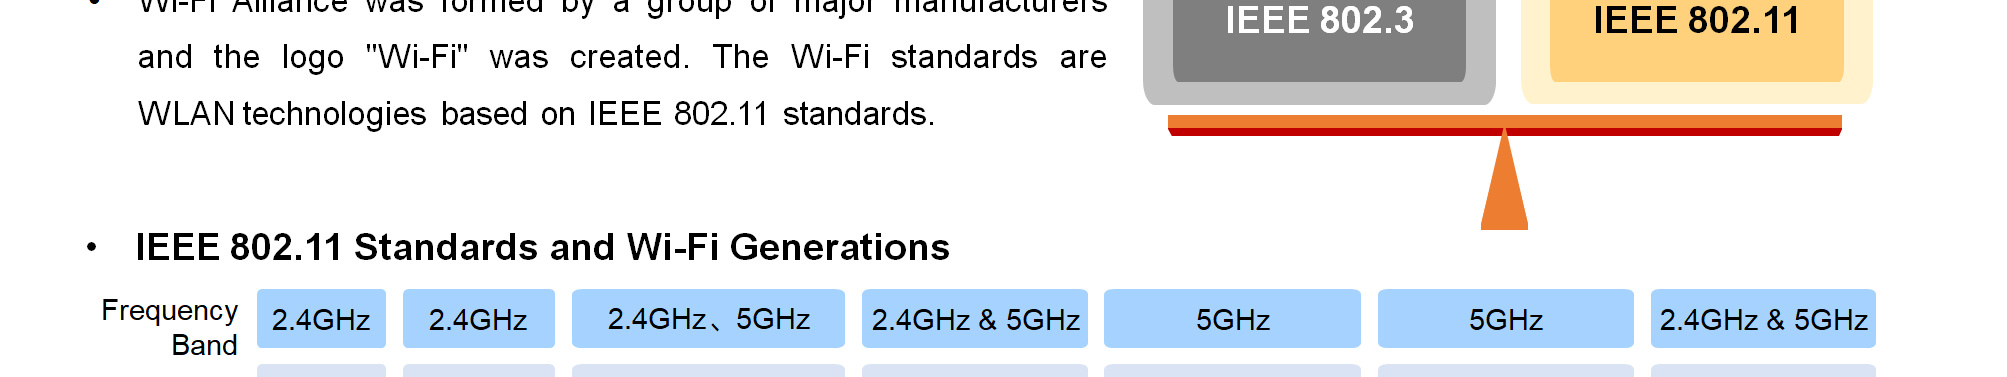 • Wi-Fi Alliance was formed by a group of major manufacturers
and the logo "Wi-Fi" was created. The Wi-Fi standards are
WLAN technologies based on IEEE 802.11 standards.
IEEE 802.3
IEEE 802.11
• IEEE 802.11 Standards and Wi-Fi Generations
Frequency
Band
2.4GHz
2.4GHz
2.4GHz、5GHz
2.4GHz & 5GHz
5GHz
5GHz
2.4GHz & 5GHz